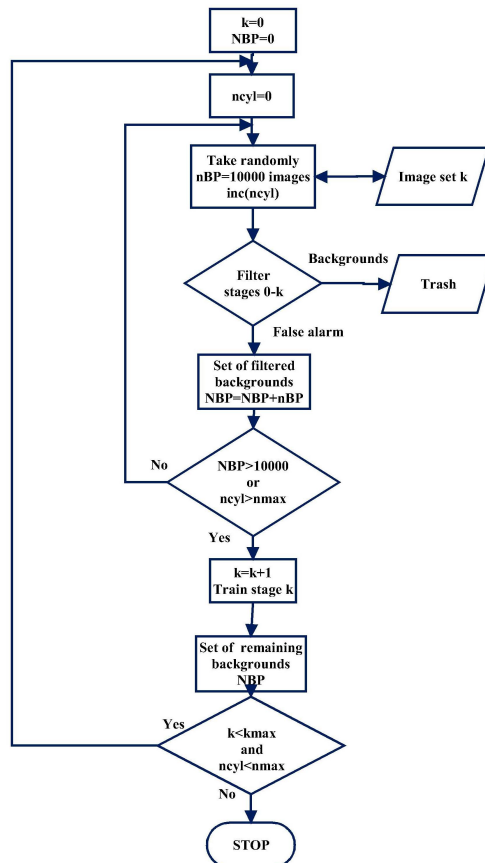 k=0
NBP=0
ncyl=0
Take randomly
nBP=10000 images
inc(ncyl)
Image set k
Filter
stages 0-k
Backgrounds
Trash
False alarm
Set of filtered
backgrounds
NBP=NBP+nBP
No
NBP>10000
or
ncyl>nmax
Yes
k=k+1
Train stage k
Set of remaining
backgrounds
NBP
Yes
k<kmax
and
ncyl<nmax
No
STOP